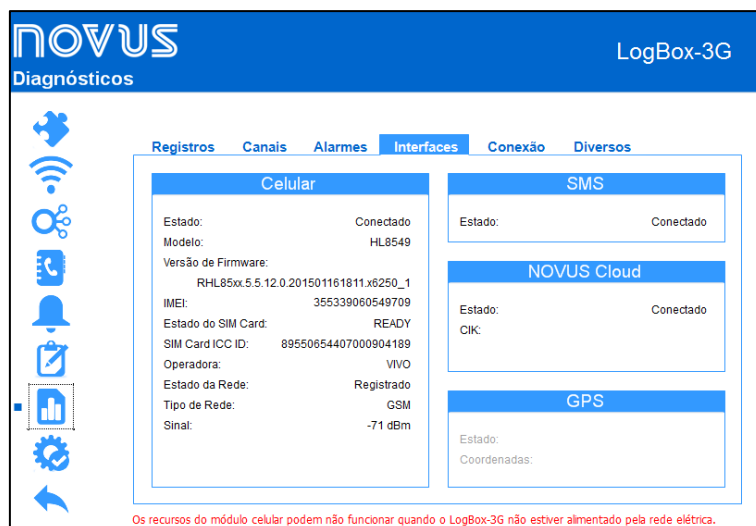 NOVUS
LogBox-3G
Diagnósticos
Registros Canais Alarmes Interfaces Conexão Diversos
Celular
Estado: Conectado
Modelo: HL8549
Versão de Firmware:
RHL85xx.5.5.12.0.201501161811.x6250_1
IMEI: 355339060549709
Estado do SIM Card: READY
SIM Card ICC ID: 89550654407000904189
Operadora: VIVO
Estado da Rede: Registrado
Tipo de Rede: GSM
Sinal: -71 dBm
SMS
Estado: Conectado
NOVUS Cloud
Estado: Conectado
CIK:
GPS
Estado:
Coordenadas:
Os recursos do módulo celular podem não funcionar quando o LogBox-3G não estiver alimentado pela rede elétrica.